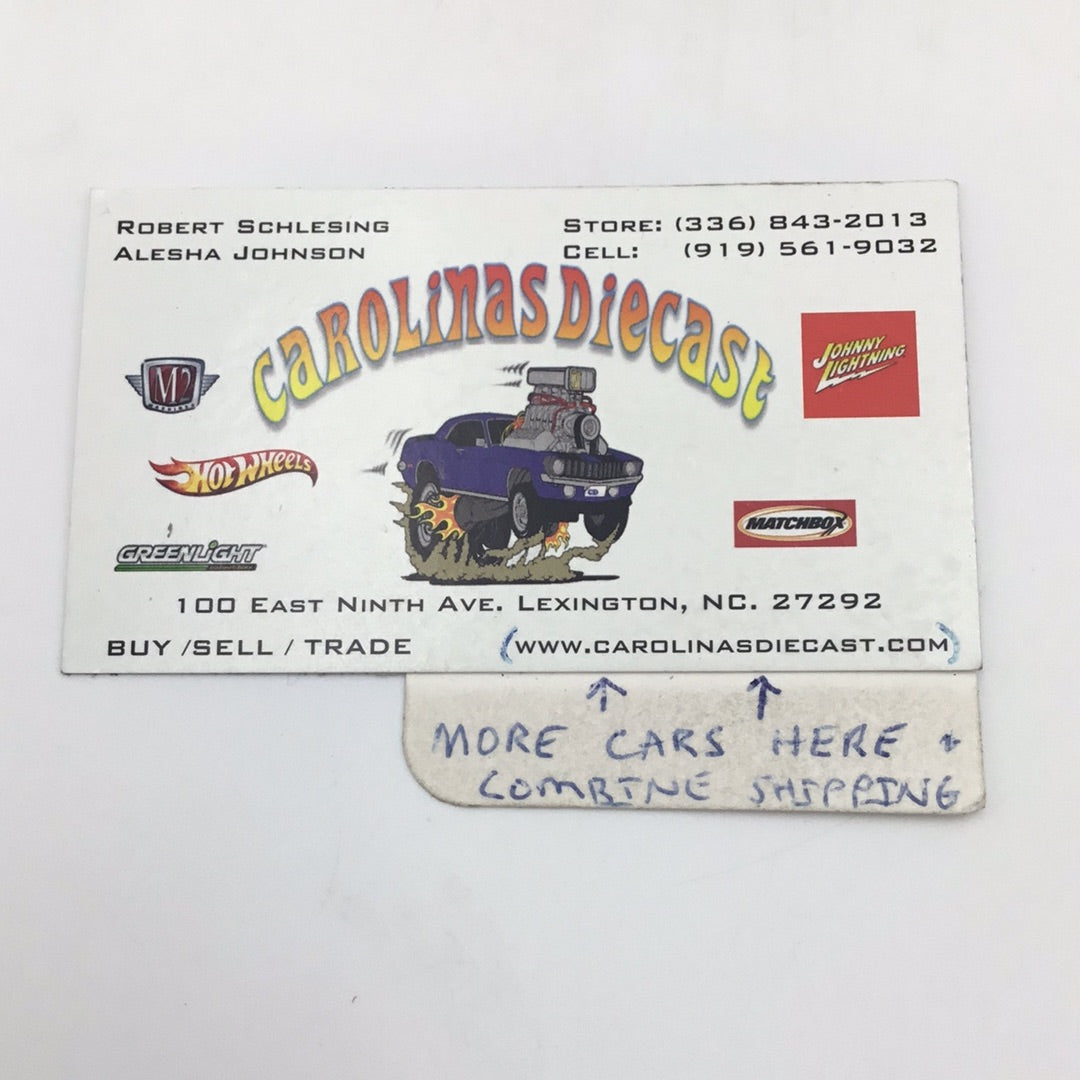 ROBERT SCHLESING
ALESHA JOHNSON
STORE: (336) 843-2013
CELL: (919) 561-9032
CAROLINAS DIECAST
M2
JOHNNY LIGHTNING
HOT WHEELS
CD
MATCHBOX
GREENLIGHT
100 EAST NINTH AVE. LEXINGTON, NC. 27292
BUY /SELL / TRADE
(WWW.CAROLINASDIECAST.COM)
MORE CARS HERE +
COMBINE SHIPPING